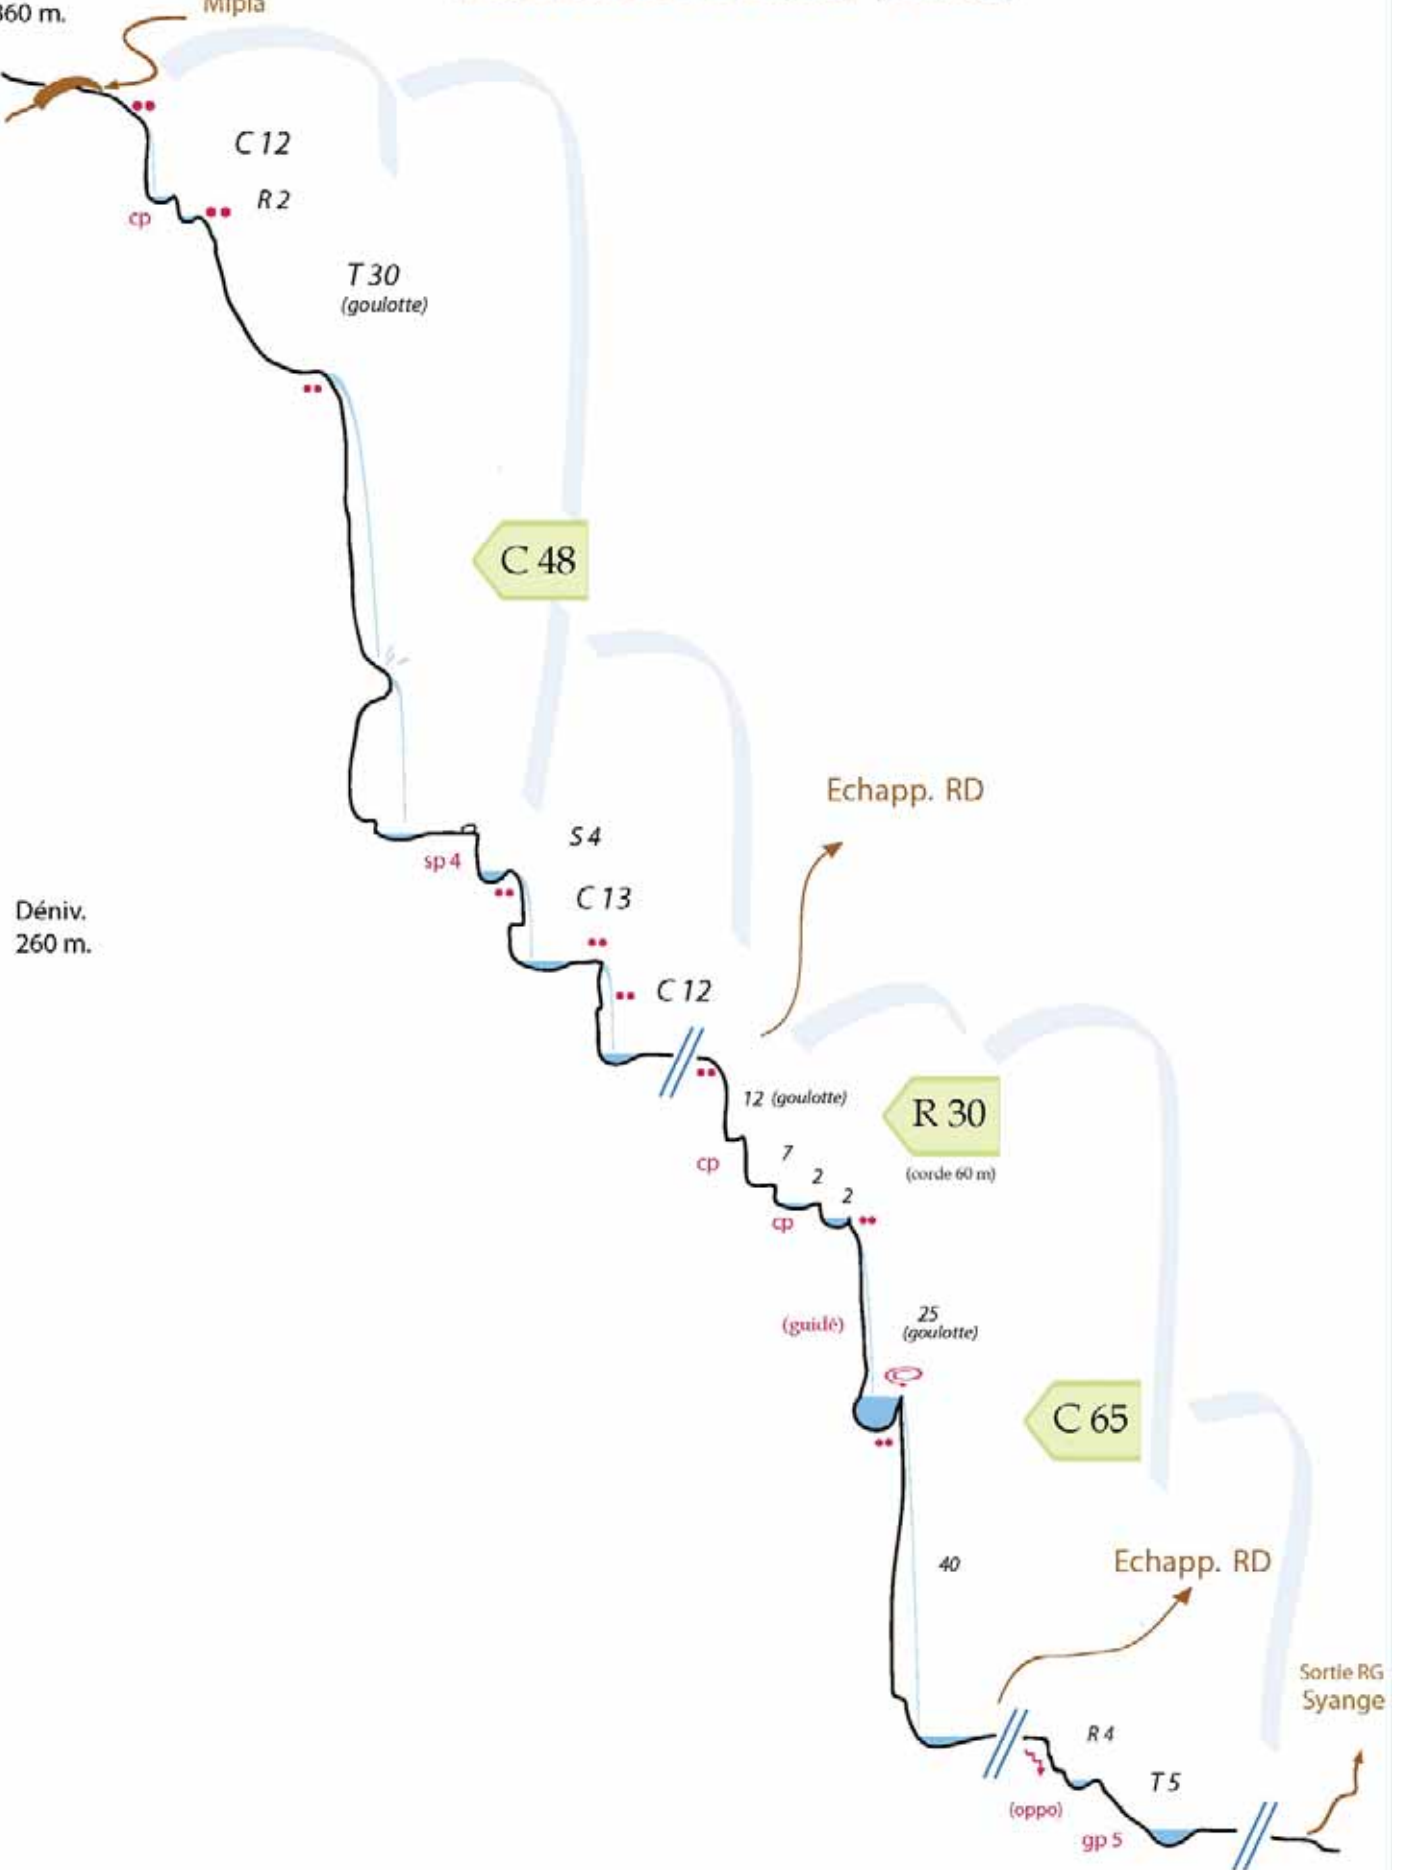 Mipla
C 12
R 2
cp
T 30
(goulotte)
C 48
Echapp. RD
S 4
sp 4
C 13
Déniv.
260 m.
C 12
12 (goulotte)
R 30
7
cp
2
(corde 60 m)
2
cp
25
(guidé)
(goulotte)
C 65
40
Echapp. RD
Sortie RG
Syange
R 4
T 5
(oppo)
gp 5